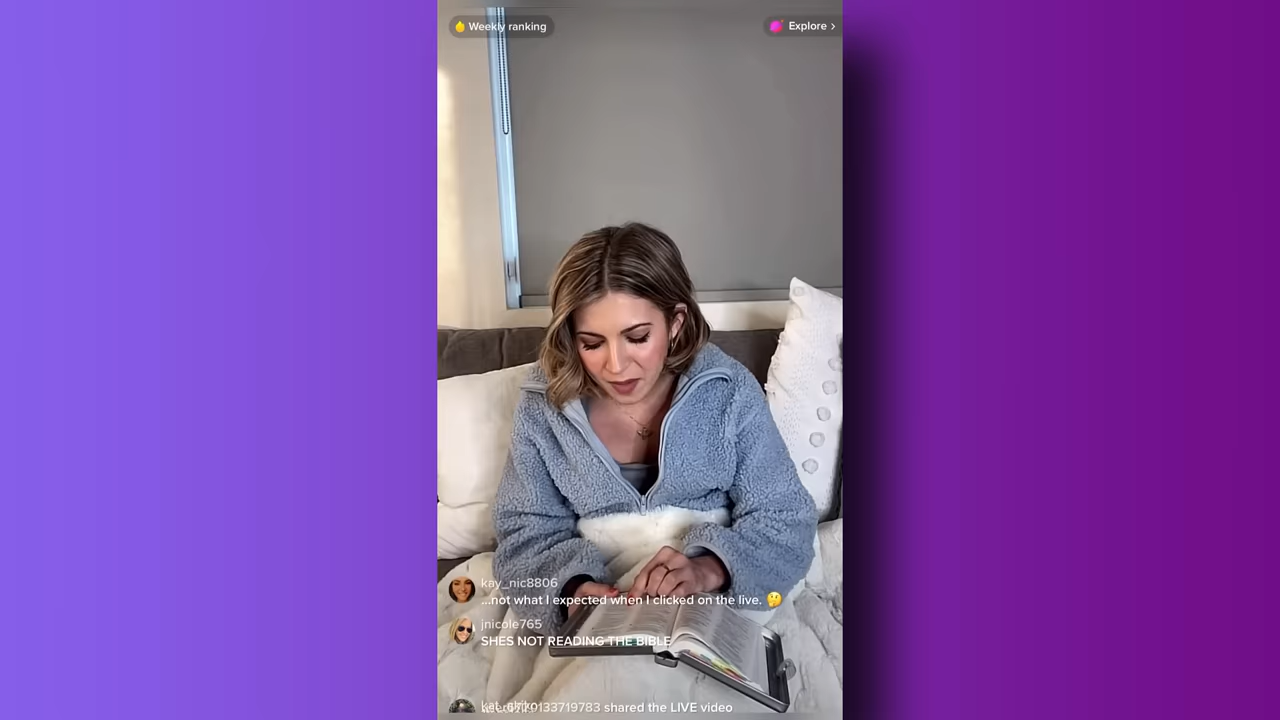 Weekly ranking
Explore >
kay_nic8806
...not what I expected when I clicked on the live. 🤔
jnicole765
SHES NOT READING THE BIBLE
shared the LIVE video